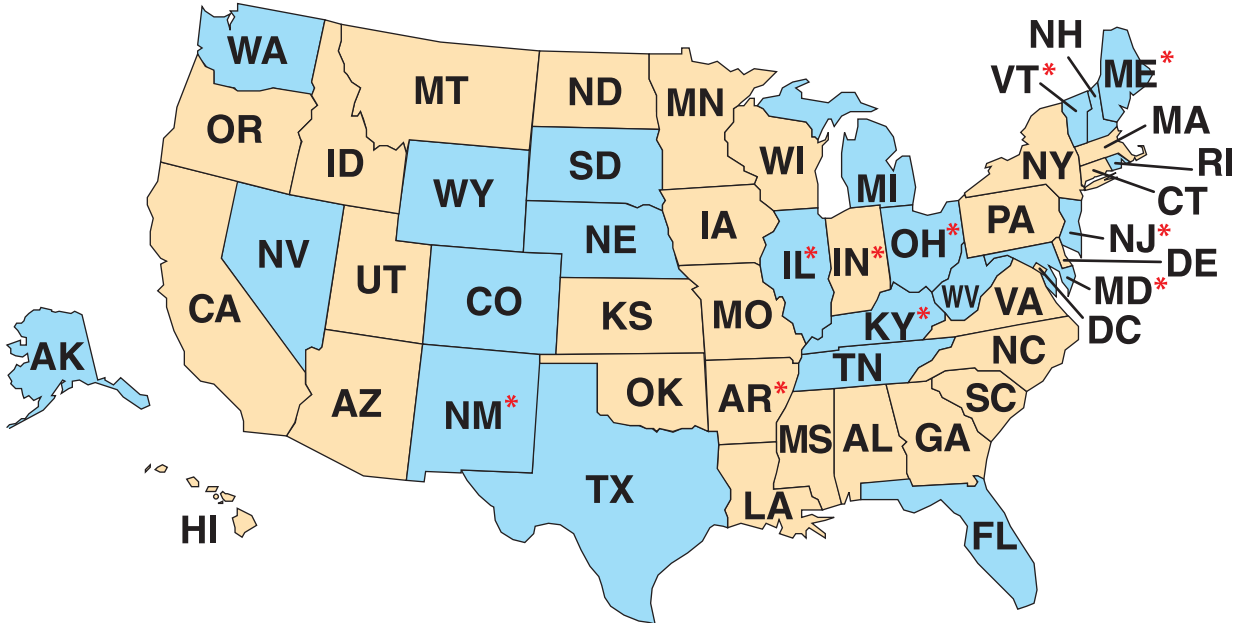 NH
WA
VT*
ME*
MT
ND
MN
OR
MA
ID
SD
WI
NY
RI
MI
WY
CT
PA
IA
NE
OH*
NJ*
NV
IL*
IN*
DE
UT
CO
MD*
WV
VA
CA
KS
MO
KY*
DC
AK
NC
TN
AZ
NM*
OK
AR*
SC
MS
AL
GA
TX
LA
HI
FL